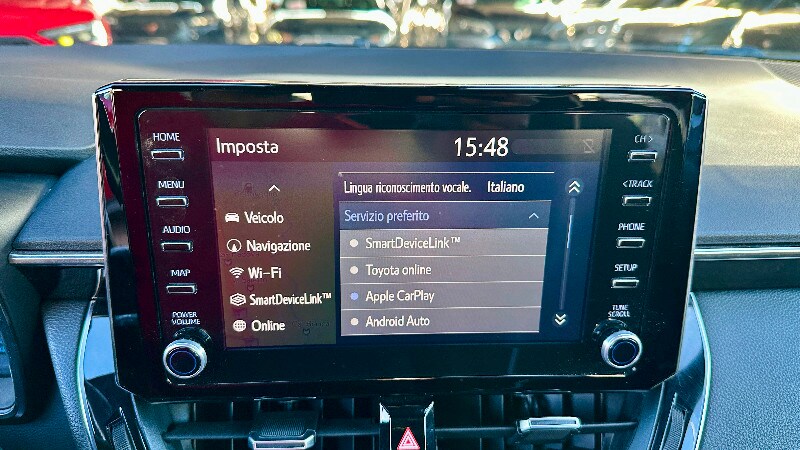 HOME
MENU
AUDIO
MAP
POWER
VOLUME
Imposta
15:48
Veicolo
Navigazione
Wi-Fi
SmartDeviceLink™
Online
Lingua riconoscimento vocale. Italiano
Servizio preferito
SmartDeviceLink™
Toyota online
Apple CarPlay
Android Auto
CH >
< TRACK
PHONE
SETUP
TUNE
SCROLL